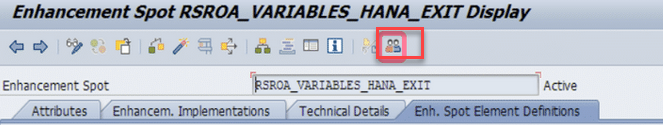 Enhancement Spot RSROA_VARIABLES_HANA_EXIT Display
Enhancement Spot RSROA_VARIABLES_HANA_EXIT Active
Attributes Enhancem. Implementations Technical Details Enh. Spot Element Definitions